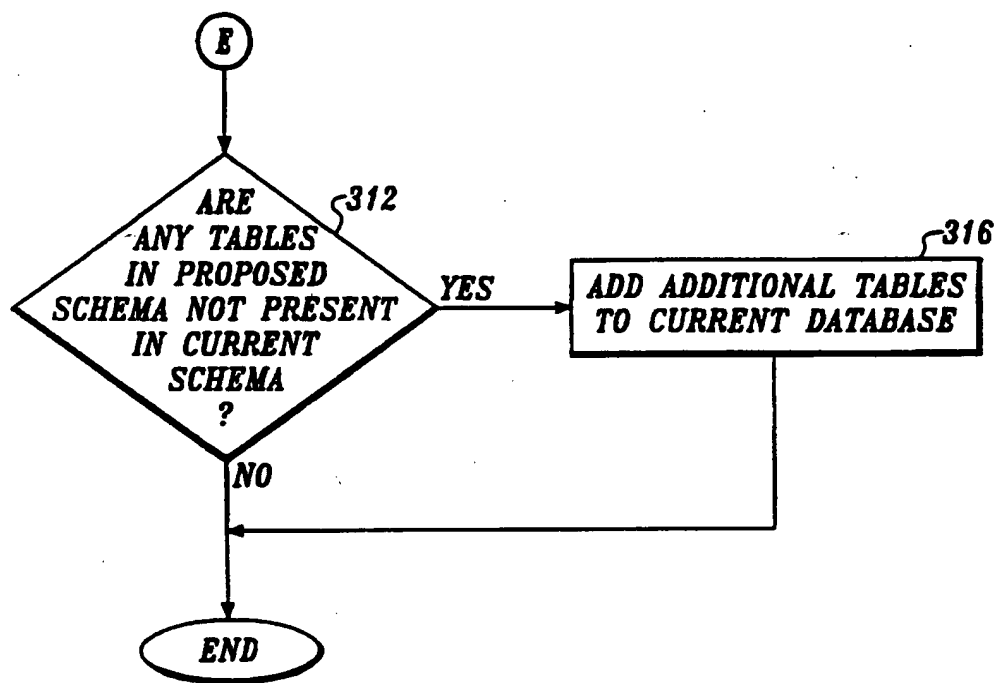 E
ARE
ANY TABLES
IN PROPOSED
SCHEMA NOT PRESENT
IN CURRENT
SCHEMA
?
312
YES
316
ADD ADDITIONAL TABLES
TO CURRENT DATABASE
NO
END